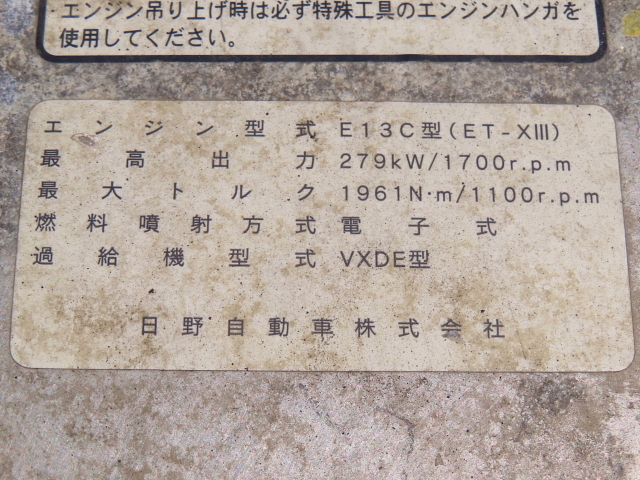 エンジン吊り上げ時は必ず特殊工具のエンジンハンガを
使用してください。
エンジン型式 E13C型(ET-XIII)
最高出力 279kW/1700r.p.m
最大トルク 1961N·m/1100r.p.m
燃料噴射方式 電子式
過給機型式 VXDE型
日野自動車株式会社